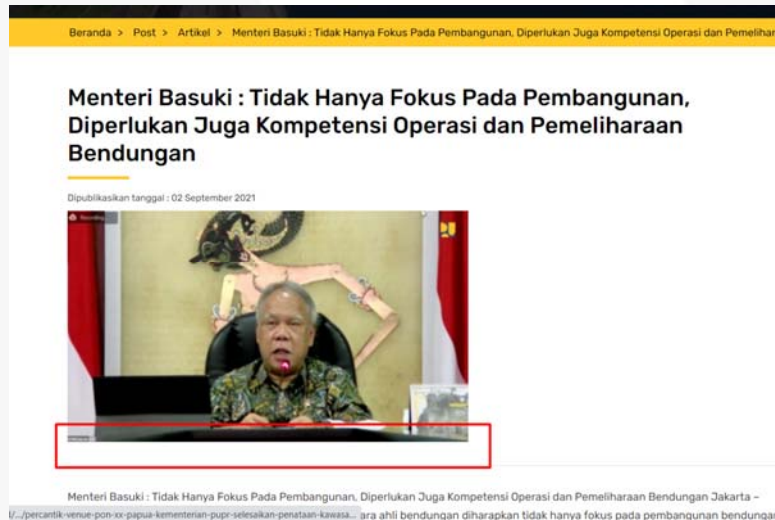 Beranda > Post > Artikel > Menteri Basuki : Tidak Hanya Fokus Pada Pembangunan, Diperlukan Juga Kompetensi Operasi dan Pemelihar
Menteri Basuki : Tidak Hanya Fokus Pada Pembangunan,
Diperlukan Juga Kompetensi Operasi dan Pemeliharaan
Bendungan
Dipublikasikan tanggal : 02 September 2021
Recording
Menteri Basuki : Tidak Hanya Fokus Pada Pembangunan, Diperlukan Juga Kompetensi Operasi dan Pemeliharaan Bendungan Jakarta –
/.../percantik-venue-pon-xx-papua-kementerian-pupr-selesaikan-penataan-kawasa... ara ahli bendungan diharapkan tidak hanya fokus pada pembangunan bendungan